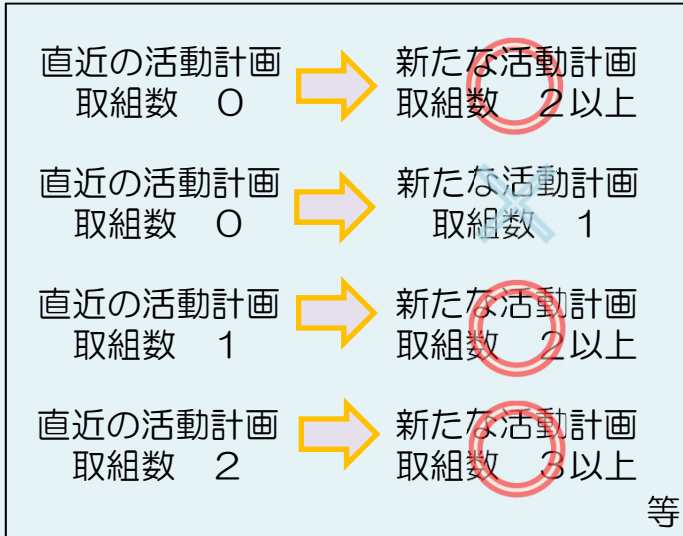 直近の活動計画
取組数　0
新たな活動計画
取組数　2以上
直近の活動計画
取組数　0
新たな活動計画
取組数　1
直近の活動計画
取組数　1
新たな活動計画
取組数　2以上
直近の活動計画
取組数　2
新たな活動計画
取組数　3以上
等